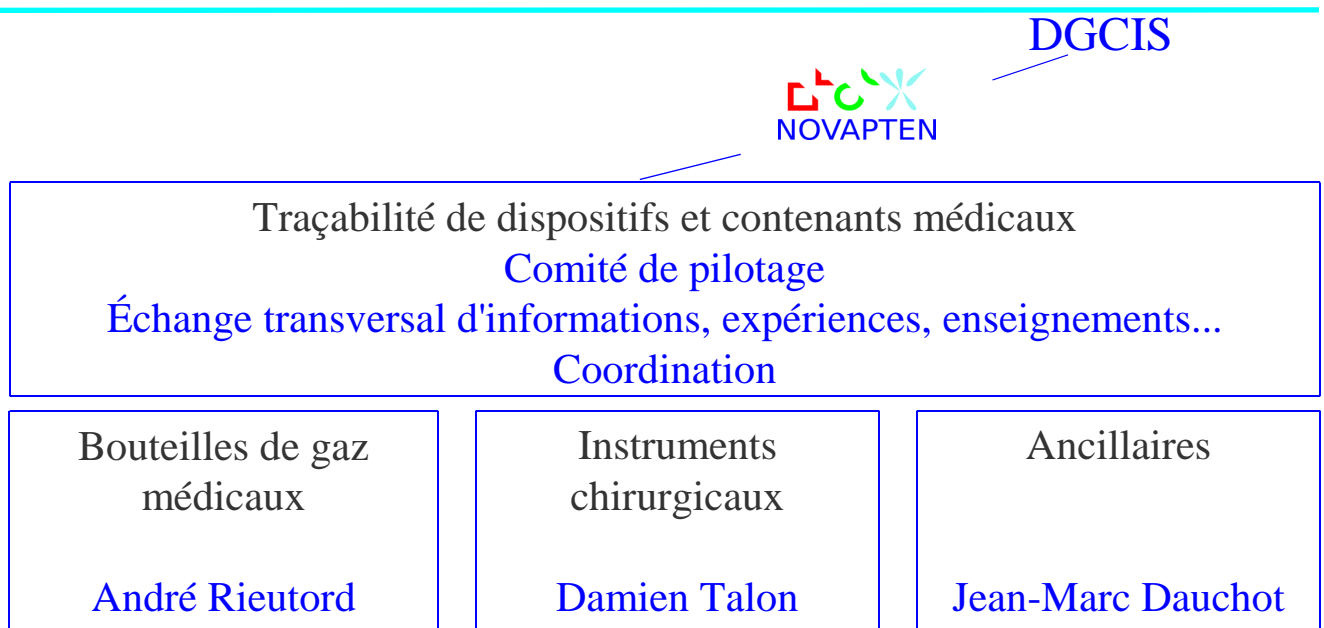 DGCIS
NOVAPTEN
Traçabilité de dispositifs et contenants médicaux
Comité de pilotage
Échange transversal d'informations, expériences, enseignements...
Coordination
Bouteilles de gaz
médicaux
André Rieutord
Instruments
chirurgicaux
Damien Talon
Ancillaires
Jean-Marc Dauchot